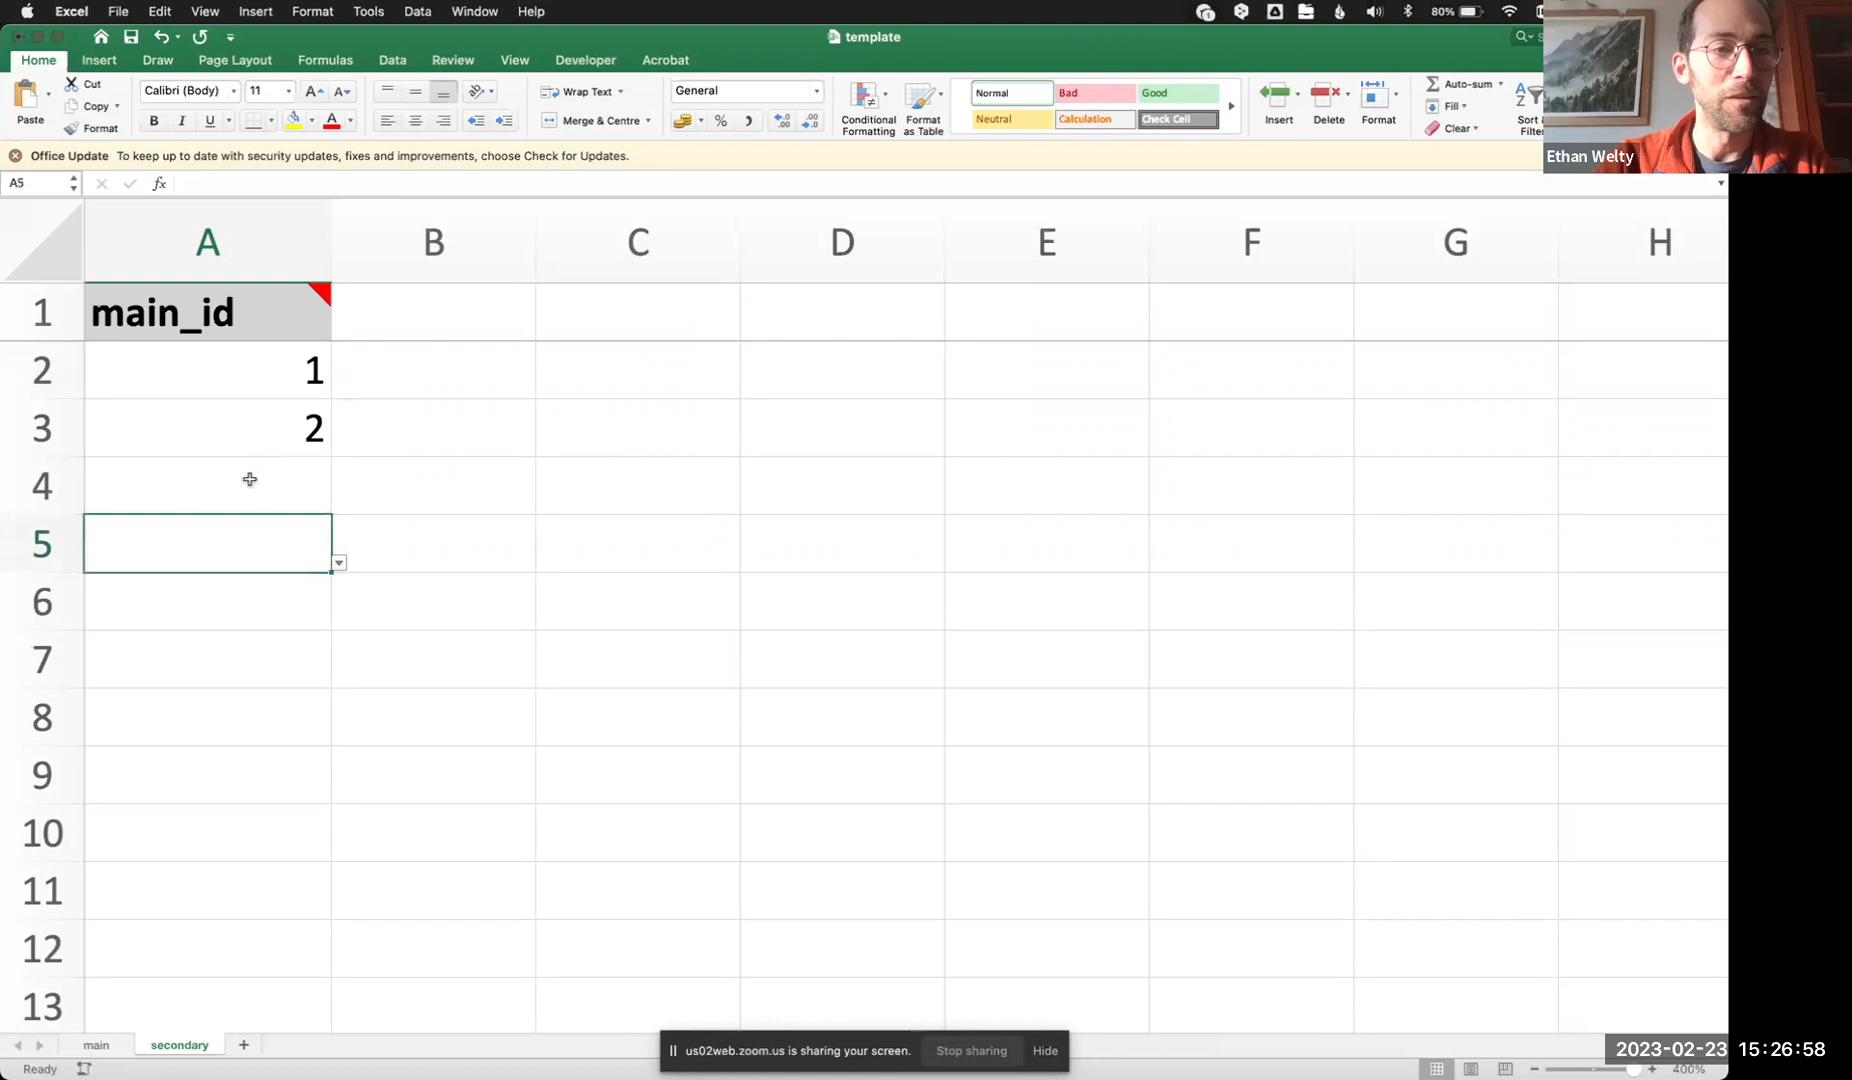 Excel File Edit View Insert Format Tools Data Window Help 80%
template
Home Insert Draw Page Layout Formulas Data Review View Developer Acrobat
Paste Cut Copy Format
Calibri (Body) 11
B I U
Wrap Text
Merge & Centre
General
Conditional Formatting
Format as Table
Normal Bad Good
Neutral Calculation Check Cell
Insert Delete Format
Auto-sum
Fill
Clear
Sort &
Filter
Office Update To keep up to date with security updates, fixes and improvements, choose Check for Updates.
Ethan Welty
A5 fx
A B C D E F G H
1 main_id
2 1
3 2
4
5
6
7
8
9
10
11
12
13
main secondary +
us02web.zoom.us is sharing your screen. Stop sharing Hide
2023-02-23 15:26:58
Ready 400%